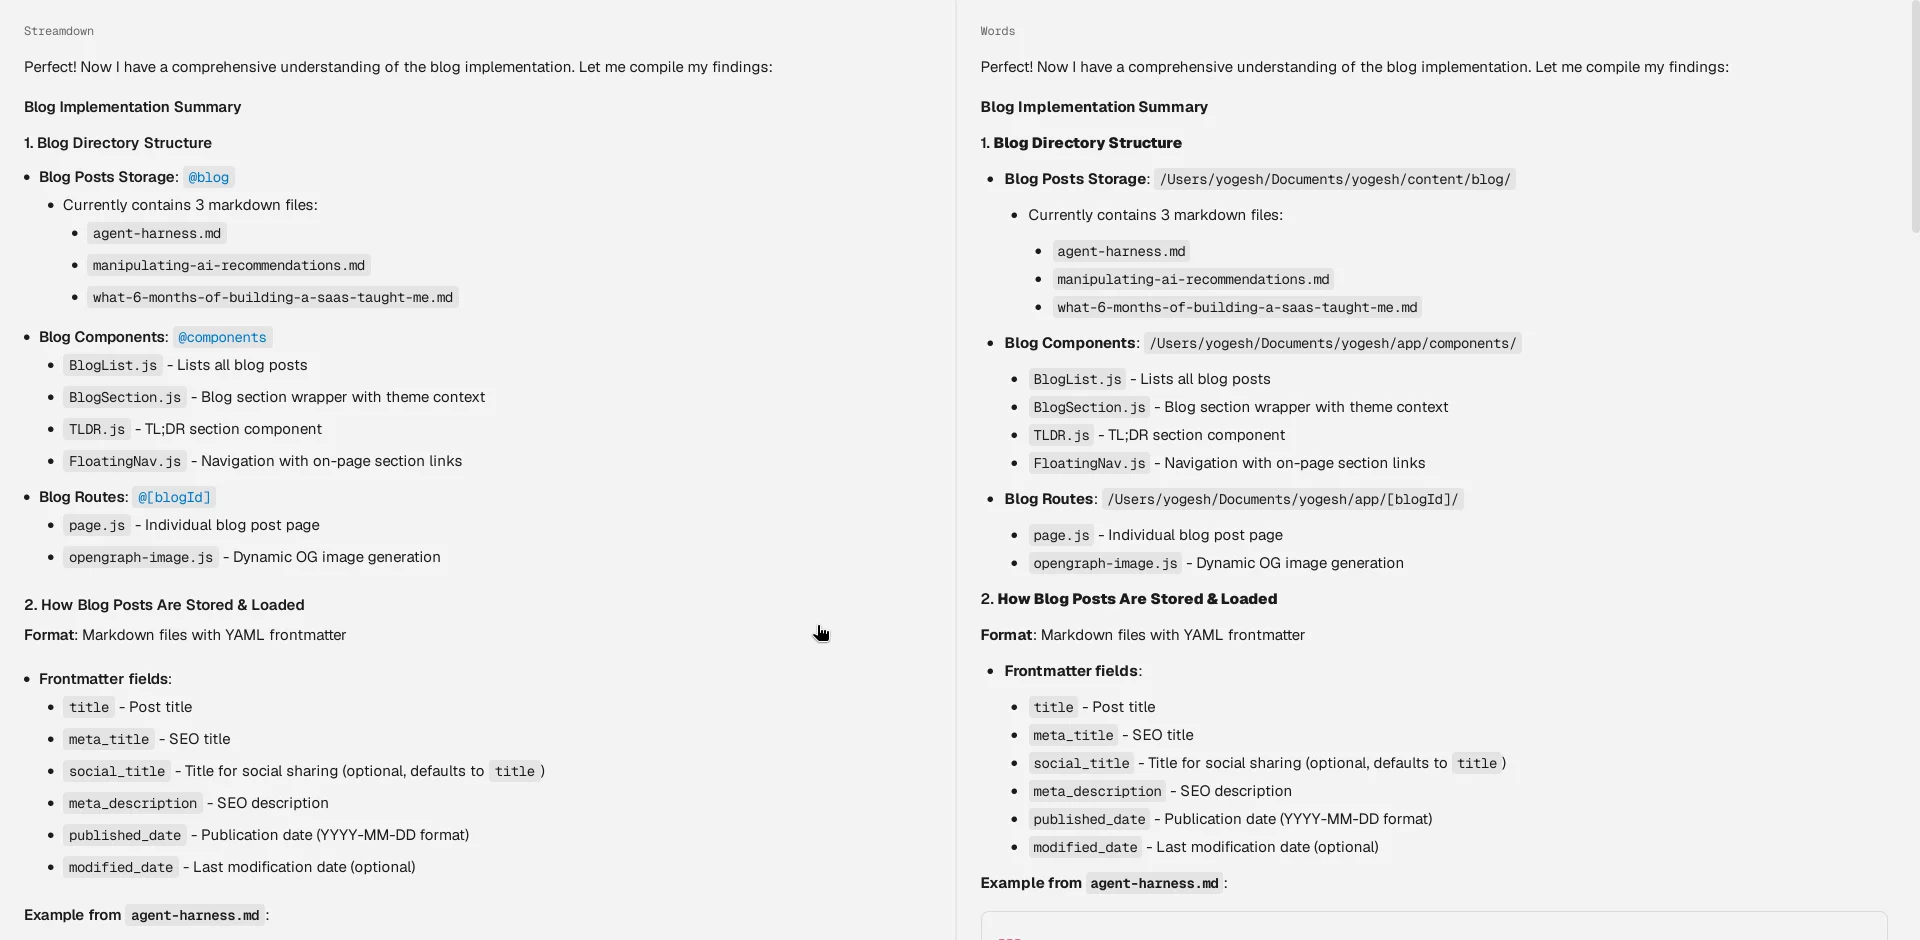 Streamdown
Perfect! Now I have a comprehensive understanding of the blog implementation. Let me compile my findings:
Blog Implementation Summary
1. Blog Directory Structure
• Blog Posts Storage: @blog
• Currently contains 3 markdown files:
• agent-harness.md
• manipulating-ai-recommendations.md
• what-6-months-of-building-a-saas-taught-me.md
• Blog Components: @components
• BlogList.js - Lists all blog posts
• BlogSection.js - Blog section wrapper with theme context
• TLDR.js - TL;DR section component
• FloatingNav.js - Navigation with on-page section links
• Blog Routes: @[blogId]
• page.js - Individual blog post page
• opengraph-image.js - Dynamic OG image generation
2. How Blog Posts Are Stored & Loaded
Format: Markdown files with YAML frontmatter
• Frontmatter fields:
• title - Post title
• meta_title - SEO title
• social_title - Title for social sharing (optional, defaults to title )
• meta_description - SEO description
• published_date - Publication date (YYYY-MM-DD format)
• modified_date - Last modification date (optional)
Example from agent-harness.md :
Words
Perfect! Now I have a comprehensive understanding of the blog implementation. Let me compile my findings:
Blog Implementation Summary
1. Blog Directory Structure
• Blog Posts Storage: /Users/yogesh/Documents/yogesh/content/blog/
• Currently contains 3 markdown files:
• agent-harness.md
• manipulating-ai-recommendations.md
• what-6-months-of-building-a-saas-taught-me.md
• Blog Components: /Users/yogesh/Documents/yogesh/app/components/
• BlogList.js - Lists all blog posts
• BlogSection.js - Blog section wrapper with theme context
• TLDR.js - TL;DR section component
• FloatingNav.js - Navigation with on-page section links
• Blog Routes: /Users/yogesh/Documents/yogesh/app/[blogId]/
• page.js - Individual blog post page
• opengraph-image.js - Dynamic OG image generation
2. How Blog Posts Are Stored & Loaded
Format: Markdown files with YAML frontmatter
• Frontmatter fields:
• title - Post title
• meta_title - SEO title
• social_title - Title for social sharing (optional, defaults to title )
• meta_description - SEO description
• published_date - Publication date (YYYY-MM-DD format)
• modified_date - Last modification date (optional)
Example from agent-harness.md :
---